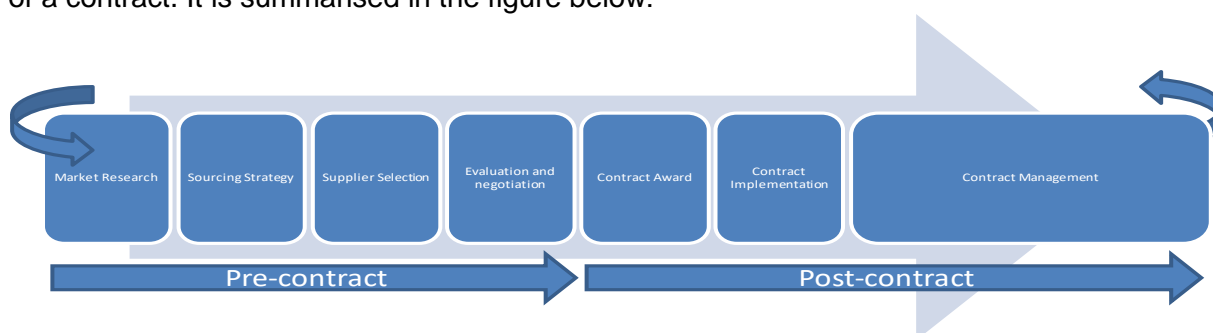 of a contract. It is summarised in the figure below.
Market Research
Sourcing Strategy
Supplier Selection
Evaluation and
negotiation
Contract Award
Contract
Implementation
Contract Management
Pre-contract
Post-contract